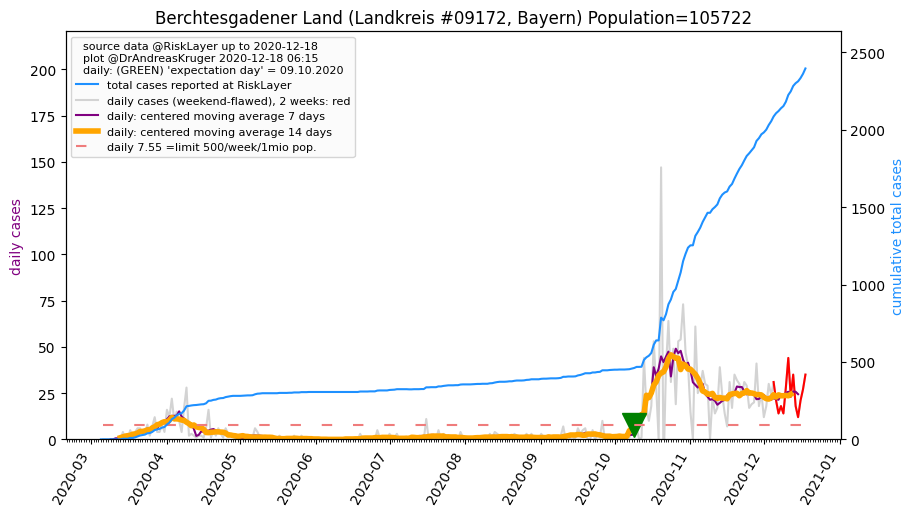 Berchtesgadener Land (Landkreis #09172, Bayern) Population=105722
source data @RiskLayer up to 2020-12-18
plot @DrAndreasKruger 2020-12-18 06:15
daily: (GREEN) 'expectation day' = 09.10.2020
total cases reported at RiskLayer
daily cases (weekend-flawed), 2 weeks: red
daily: centered moving average 7 days
daily: centered moving average 14 days
daily 7.55 =limit 500/week/1mio pop.
daily cases
200
175
150
125
100
75
50
25
0
cumulative total cases
2500
2000
1500
1000
500
0
2020-03
2020-04
2020-05
2020-06
2020-07
2020-08
2020-09
2020-10
2020-11
2020-12
2021-01